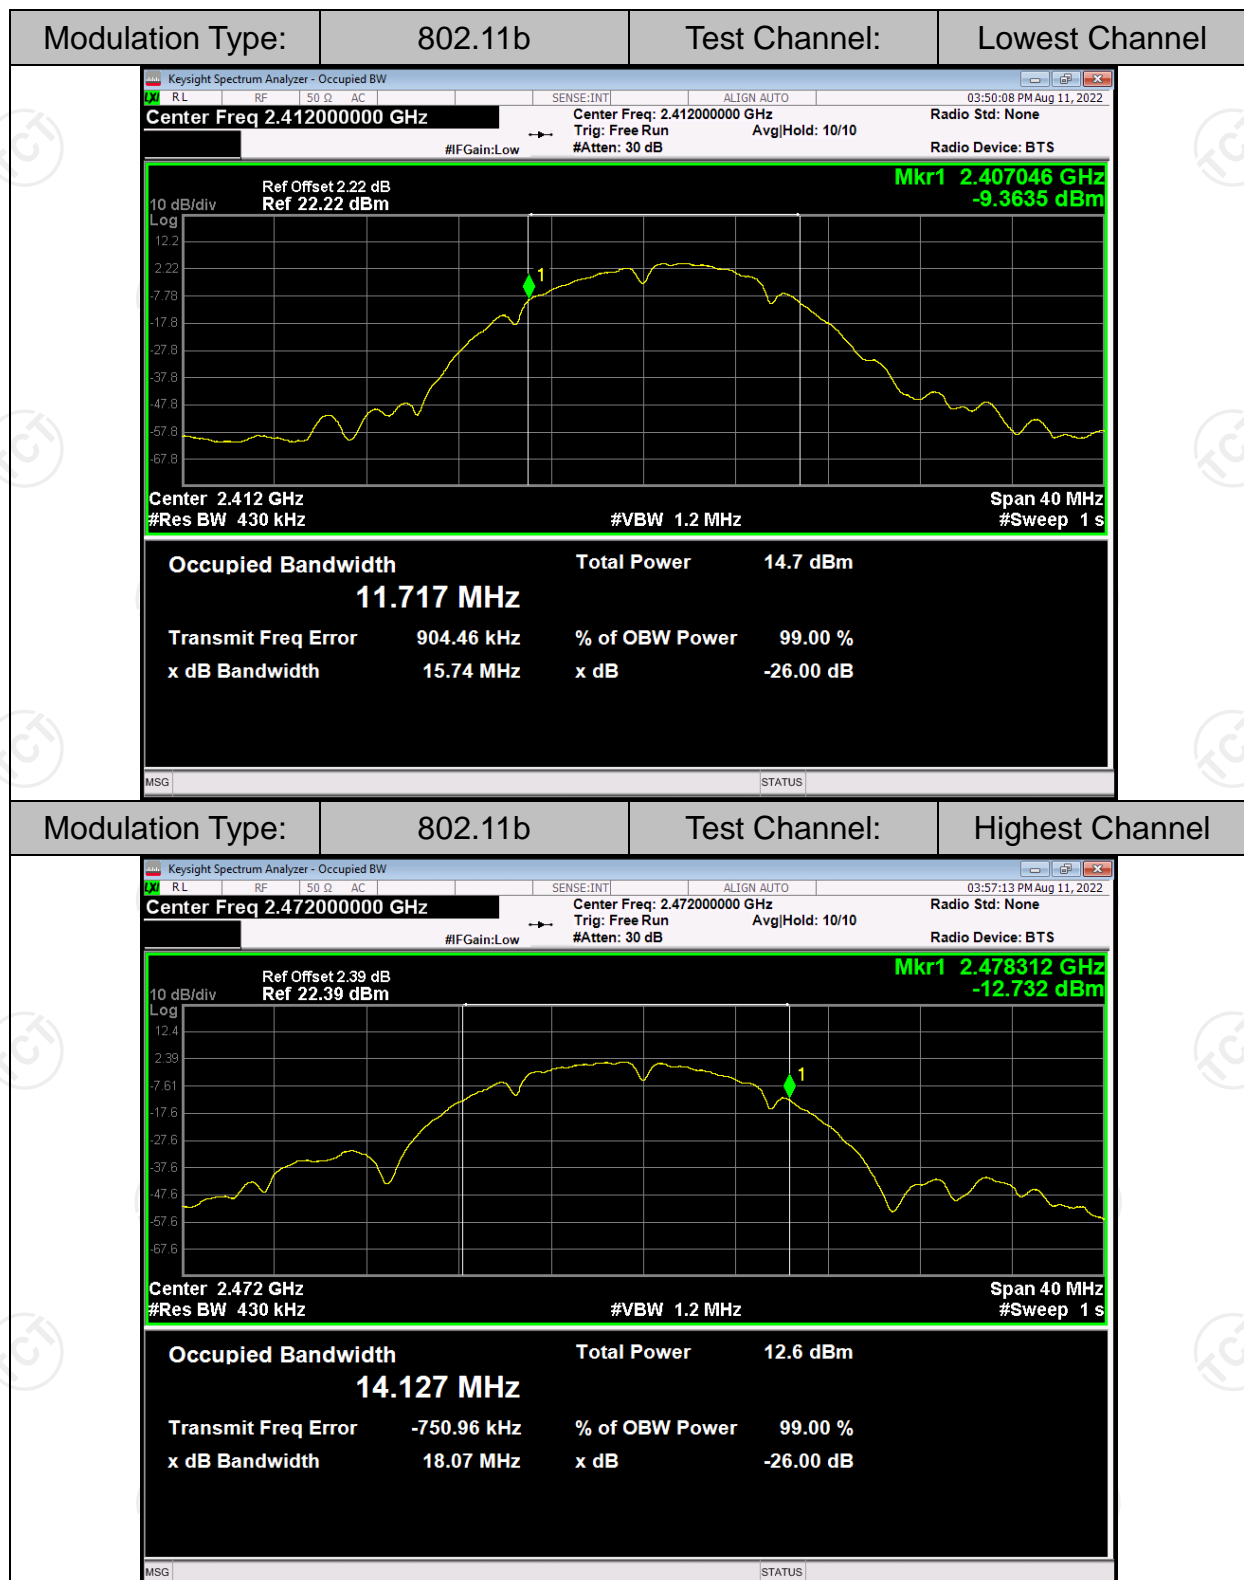 Modulation Type: 802.11b Test Channel: Lowest Channel
Keysight Spectrum Analyzer - Occupied BW
LXI RL RF 50 Ω AC SENSE:INT ALIGN AUTO 03:50:08 PM Aug 11, 2022
Center Freq 2.412000000 GHz Center Freq: 2.412000000 GHz Radio Std: None
Trig: Free Run Avg|Hold: 10/10
#IFGain:Low #Atten: 30 dB Radio Device: BTS
Mkr1 2.407046 GHz
-9.3635 dBm
Ref Offset 2.22 dB
10 dB/div Ref 22.22 dBm
Log
12.2
2.22
-7.78
-17.8
-27.8
-37.8
-47.8
-57.8
-67.8
1
Center 2.412 GHz Span 40 MHz
#Res BW 430 kHz #VBW 1.2 MHz #Sweep 1 s
Occupied Bandwidth Total Power 14.7 dBm
11.717 MHz
Transmit Freq Error 904.46 kHz % of OBW Power 99.00 %
x dB Bandwidth 15.74 MHz x dB -26.00 dB
MSG STATUS
Modulation Type: 802.11b Test Channel: Highest Channel
Keysight Spectrum Analyzer - Occupied BW
LXI RL RF 50 Ω AC SENSE:INT ALIGN AUTO 03:57:13 PM Aug 11, 2022
Center Freq 2.472000000 GHz Center Freq: 2.472000000 GHz Radio Std: None
Trig: Free Run Avg|Hold: 10/10
#IFGain:Low #Atten: 30 dB Radio Device: BTS
Mkr1 2.478312 GHz
-12.732 dBm
Ref Offset 2.39 dB
10 dB/div Ref 22.39 dBm
Log
12.4
2.39
-7.61
-17.6
-27.6
-37.6
-47.6
-57.6
-67.6
1
Center 2.472 GHz Span 40 MHz
#Res BW 430 kHz #VBW 1.2 MHz #Sweep 1 s
Occupied Bandwidth Total Power 12.6 dBm
14.127 MHz
Transmit Freq Error -750.96 kHz % of OBW Power 99.00 %
x dB Bandwidth 18.07 MHz x dB -26.00 dB
MSG STATUS